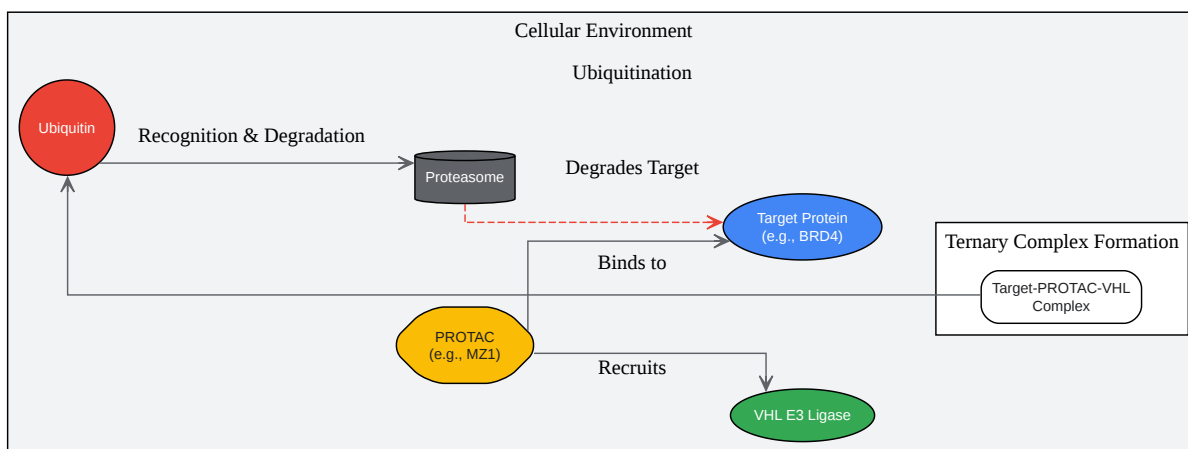 Cellular Environment
Ubiquitination
Ubiquitin
Recognition & Degradation
Proteasome
Degrades Target
Target Protein
(e.g., BRD4)
Binds to
Ternary Complex Formation
Target-PROTAC-VHL
Complex
PROTAC
(e.g., MZ1)
Recruits
VHL E3 Ligase